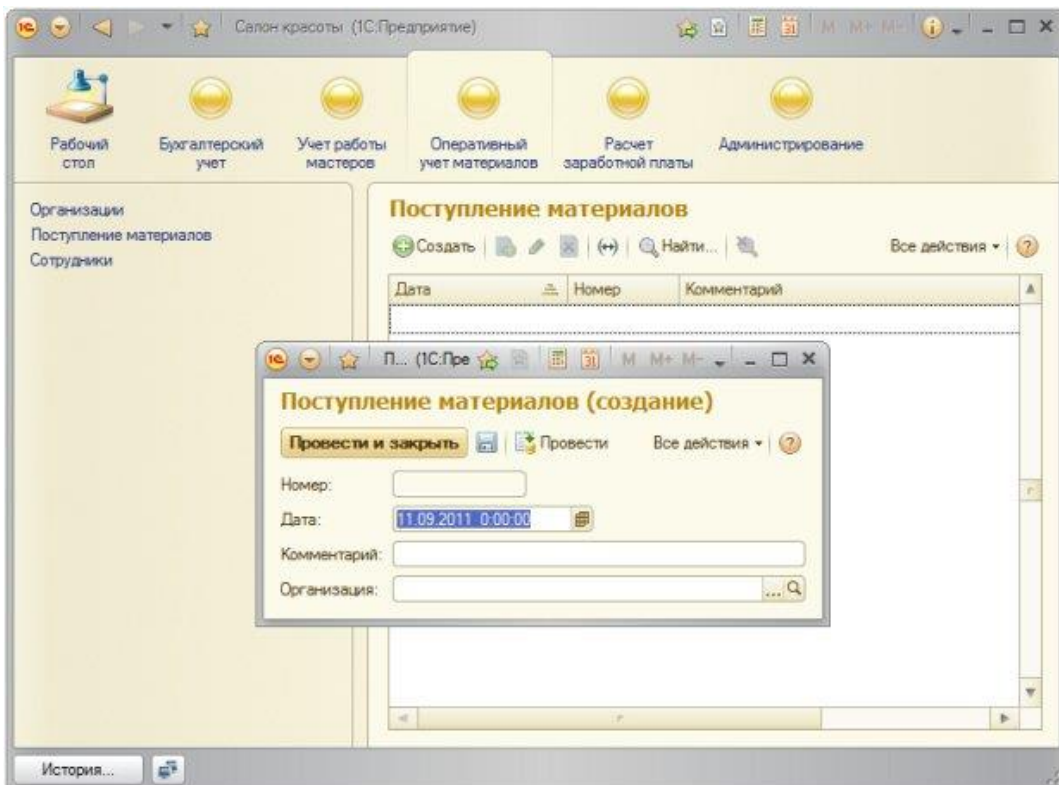 Салон красоты (1С:Предприятие)
M M+ M-
Рабочий стол
Бухгалтерский учет
Учет работы мастеров
Оперативный учет материалов
Расчет заработной платы
Администрирование
Организации
Поступление материалов
Сотрудники
Поступление материалов
Создать
Найти...
Все действия
Дата Номер Комментарий
П... (1С:Пре
M M+ M-
Поступление материалов (создание)
Провести и закрыть Провести Все действия
Номер:
Дата: 11.09.2011 0:00:00
Комментарий:
Организация: ...
История...